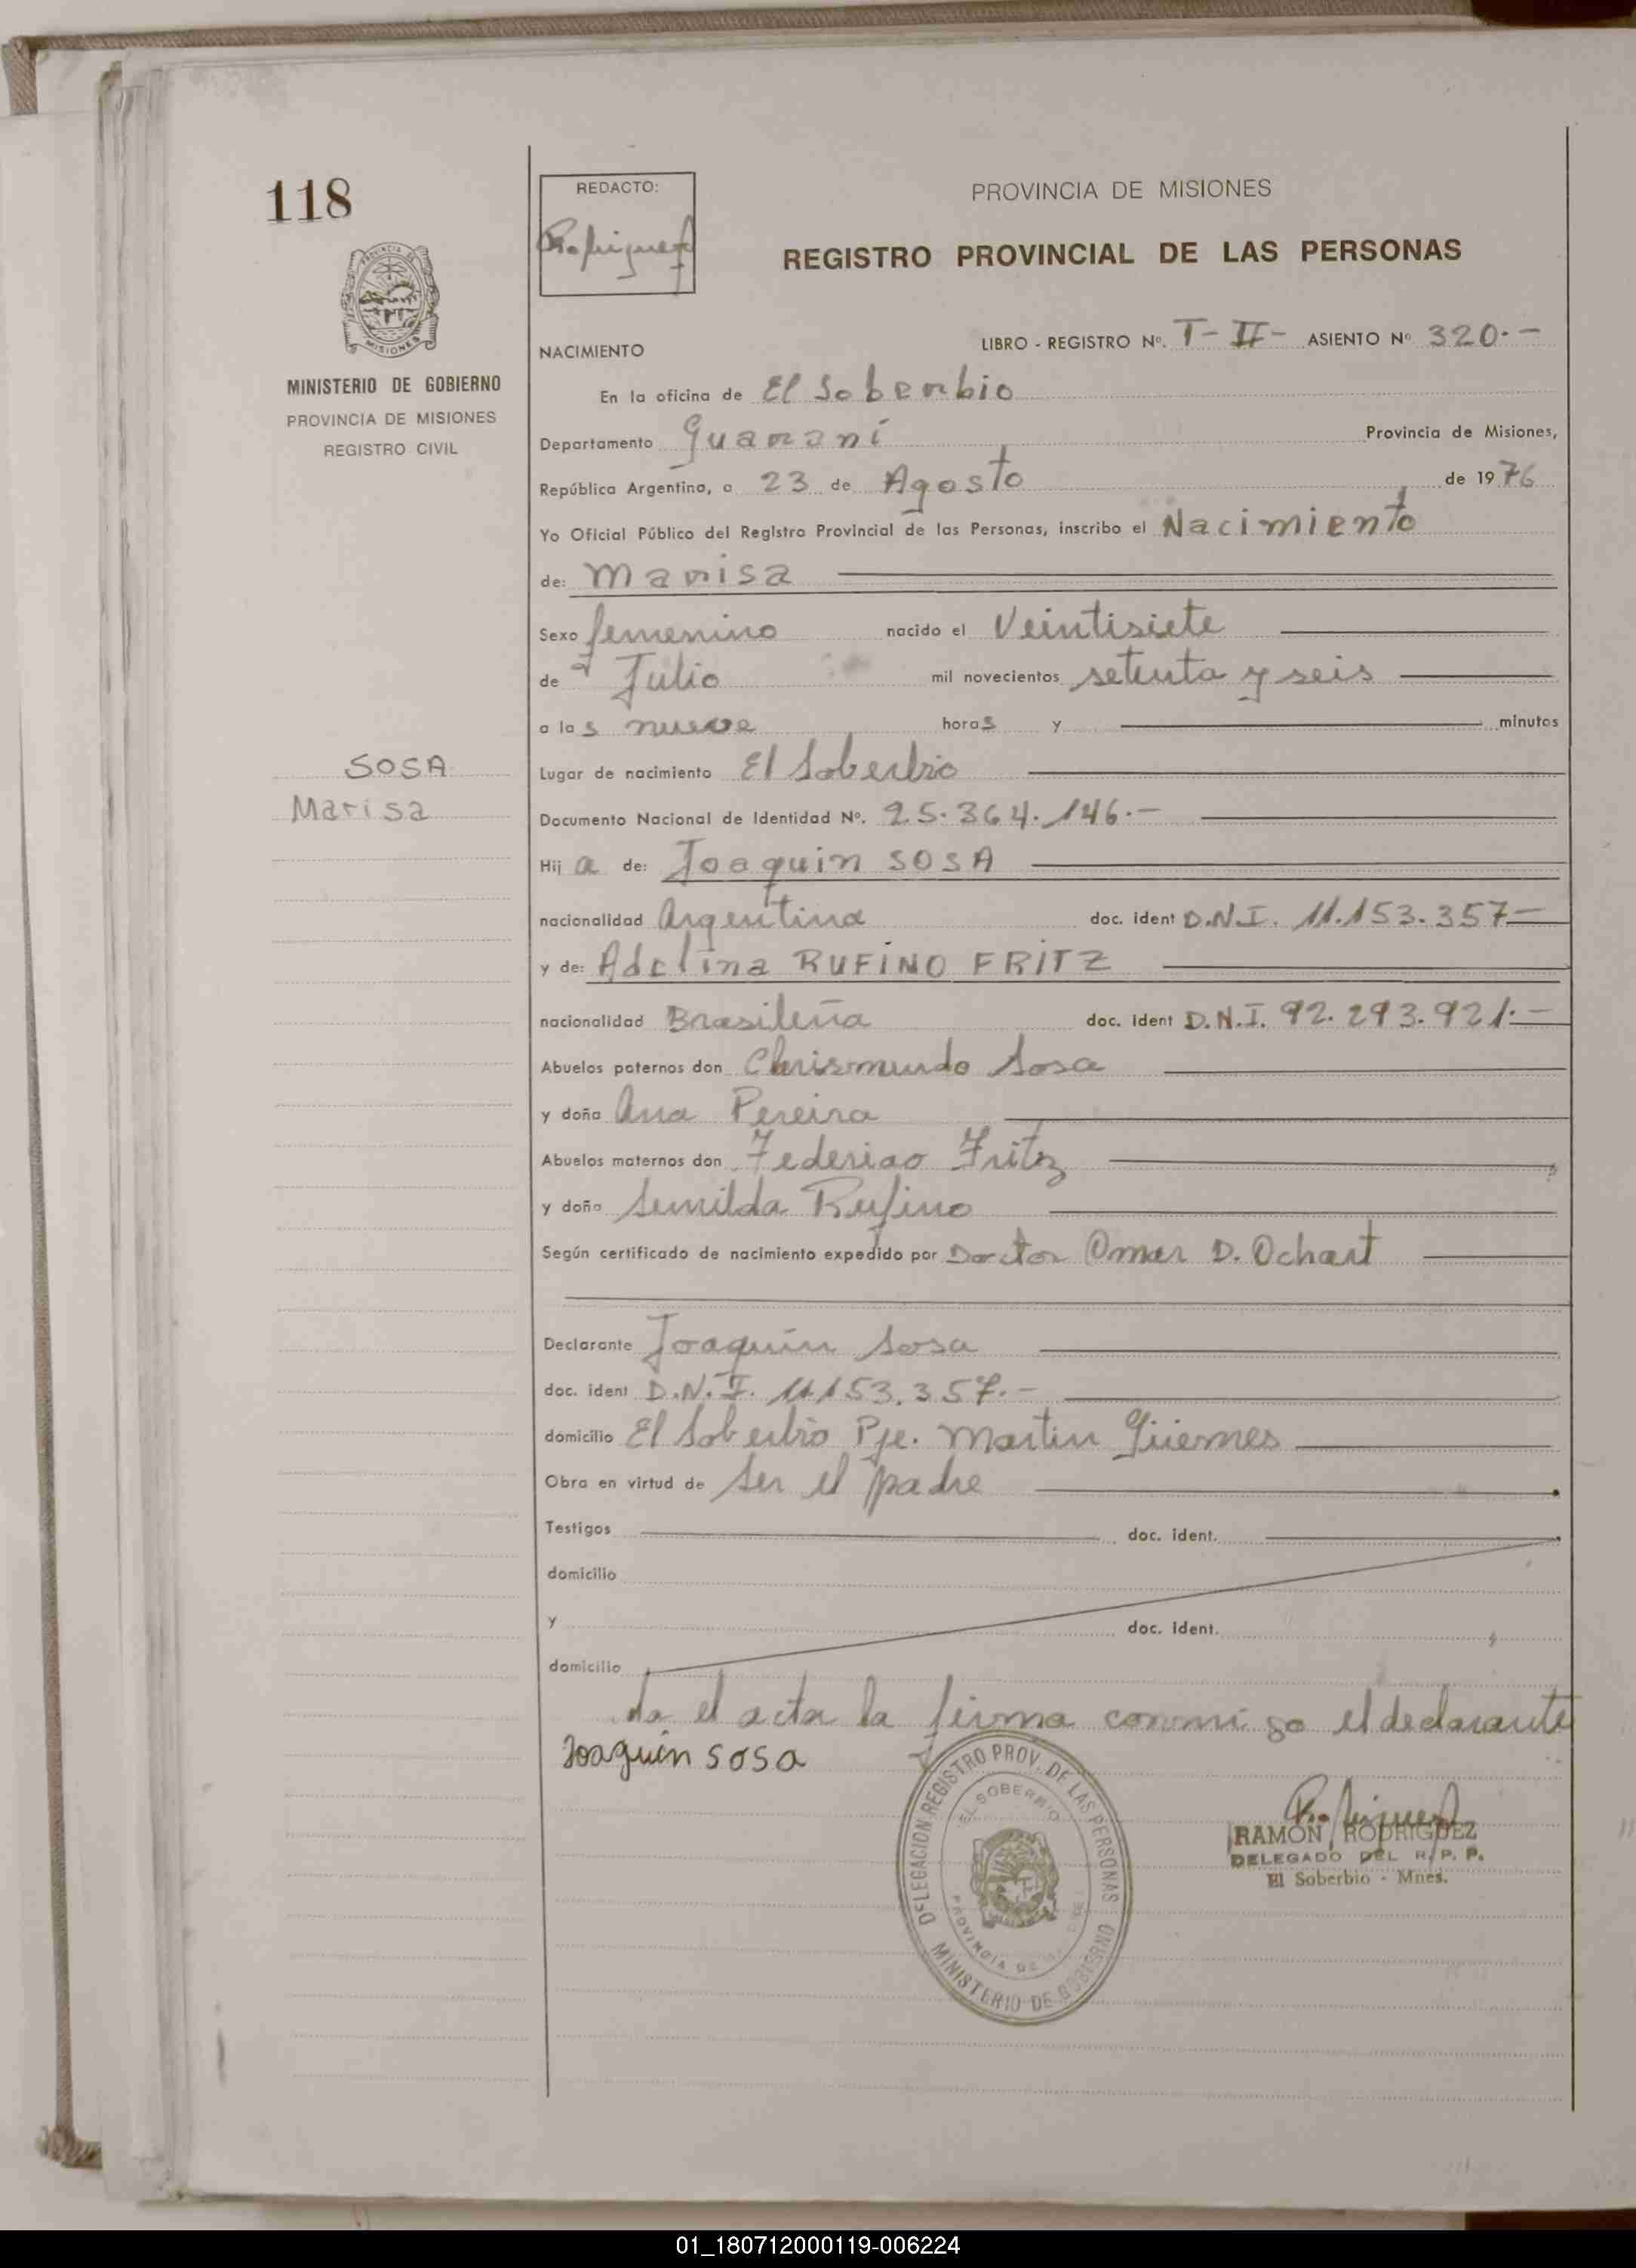 118
REDACTO:
Rodriguez
PROVINCIA DE MISIONES
REGISTRO PROVINCIAL DE LAS PERSONAS
PROVINCIA DE
MISIONES
MINISTERIO DE GOBIERNO
PROVINCIA DE MISIONES
REGISTRO CIVIL
NACIMIENTO
LIBRO - REGISTRO Nº. T- II- ASIENTO Nº 320.-
En la oficina de El Soberbio
Departamento Guaraní Provincia de Misiones,
República Argentina, a 23 de Agosto de 1976
Yo Oficial Público del Registro Provincial de las Personas, inscribo el Nacimiento
de: Marisa
Sexo femenino nacido el Veintisiete
de Julio mil novecientos setenta y seis
a las nueve horas y minutos
SOSA
Marisa
Lugar de nacimiento El Soberbio
Documento Nacional de Identidad Nº. 25.364.146.-
Hija de: Joaquin SOSA
nacionalidad Argentina doc. ident D.N.I. 11.153.357-
y de: Adelina RUFINO FRITZ
nacionalidad Brasileña doc. ident D.N.I. 92.293.921.-
Abuelos paternos don Chrismundo Sosa
y doña Ana Pereira
Abuelos maternos don Federico Fritz
y doña Rufino
Según certificado de nacimiento expedido por Doctor Omar D. Ochart
Declarante Joaquín Sosa
doc. ident D.N.I. 11.153.357.-
domicilio El Soberbio Pje. Martin Güemes
Obra en virtud de ser el padre
Testigos doc. ident.
domicilio
y doc. ident.
domicilio
da el acta la firma conmigo el declarante
Joaquin SOSA
DELEGACION REGISTRO PROV. DE LAS PERSONAS
EL SOBERBIO
PROVINCIA DE
MINISTERIO DE GOBIERNO
Rodriguez
RAMON RODRIGUEZ
DELEGADO DEL R. P. P.
El Soberbio - Mnes.
01_180712000119-006224